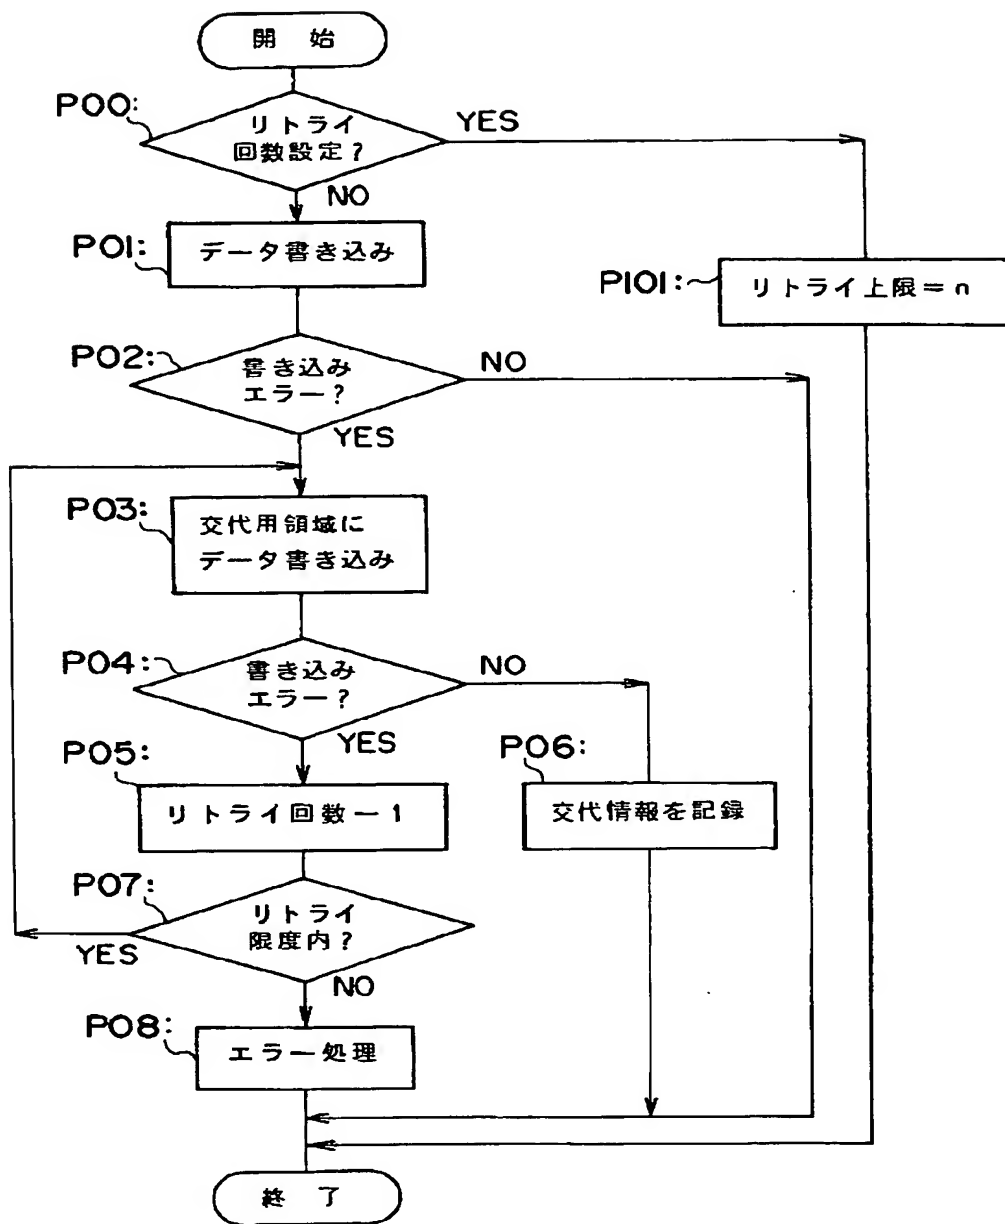 開 始
P00:
リトライ
回数設定?
YES
NO
P01:
データ書き込み
P101:
リトライ上限=n
P02:
書き込み
エラー?
NO
YES
P03:
交代用領域に
データ書き込み
P04:
書き込み
エラー?
NO
YES
P05:
リトライ回数-1
P06:
交代情報を記録
P07:
リトライ
限度内?
YES
NO
P08:
エラー処理
終 了